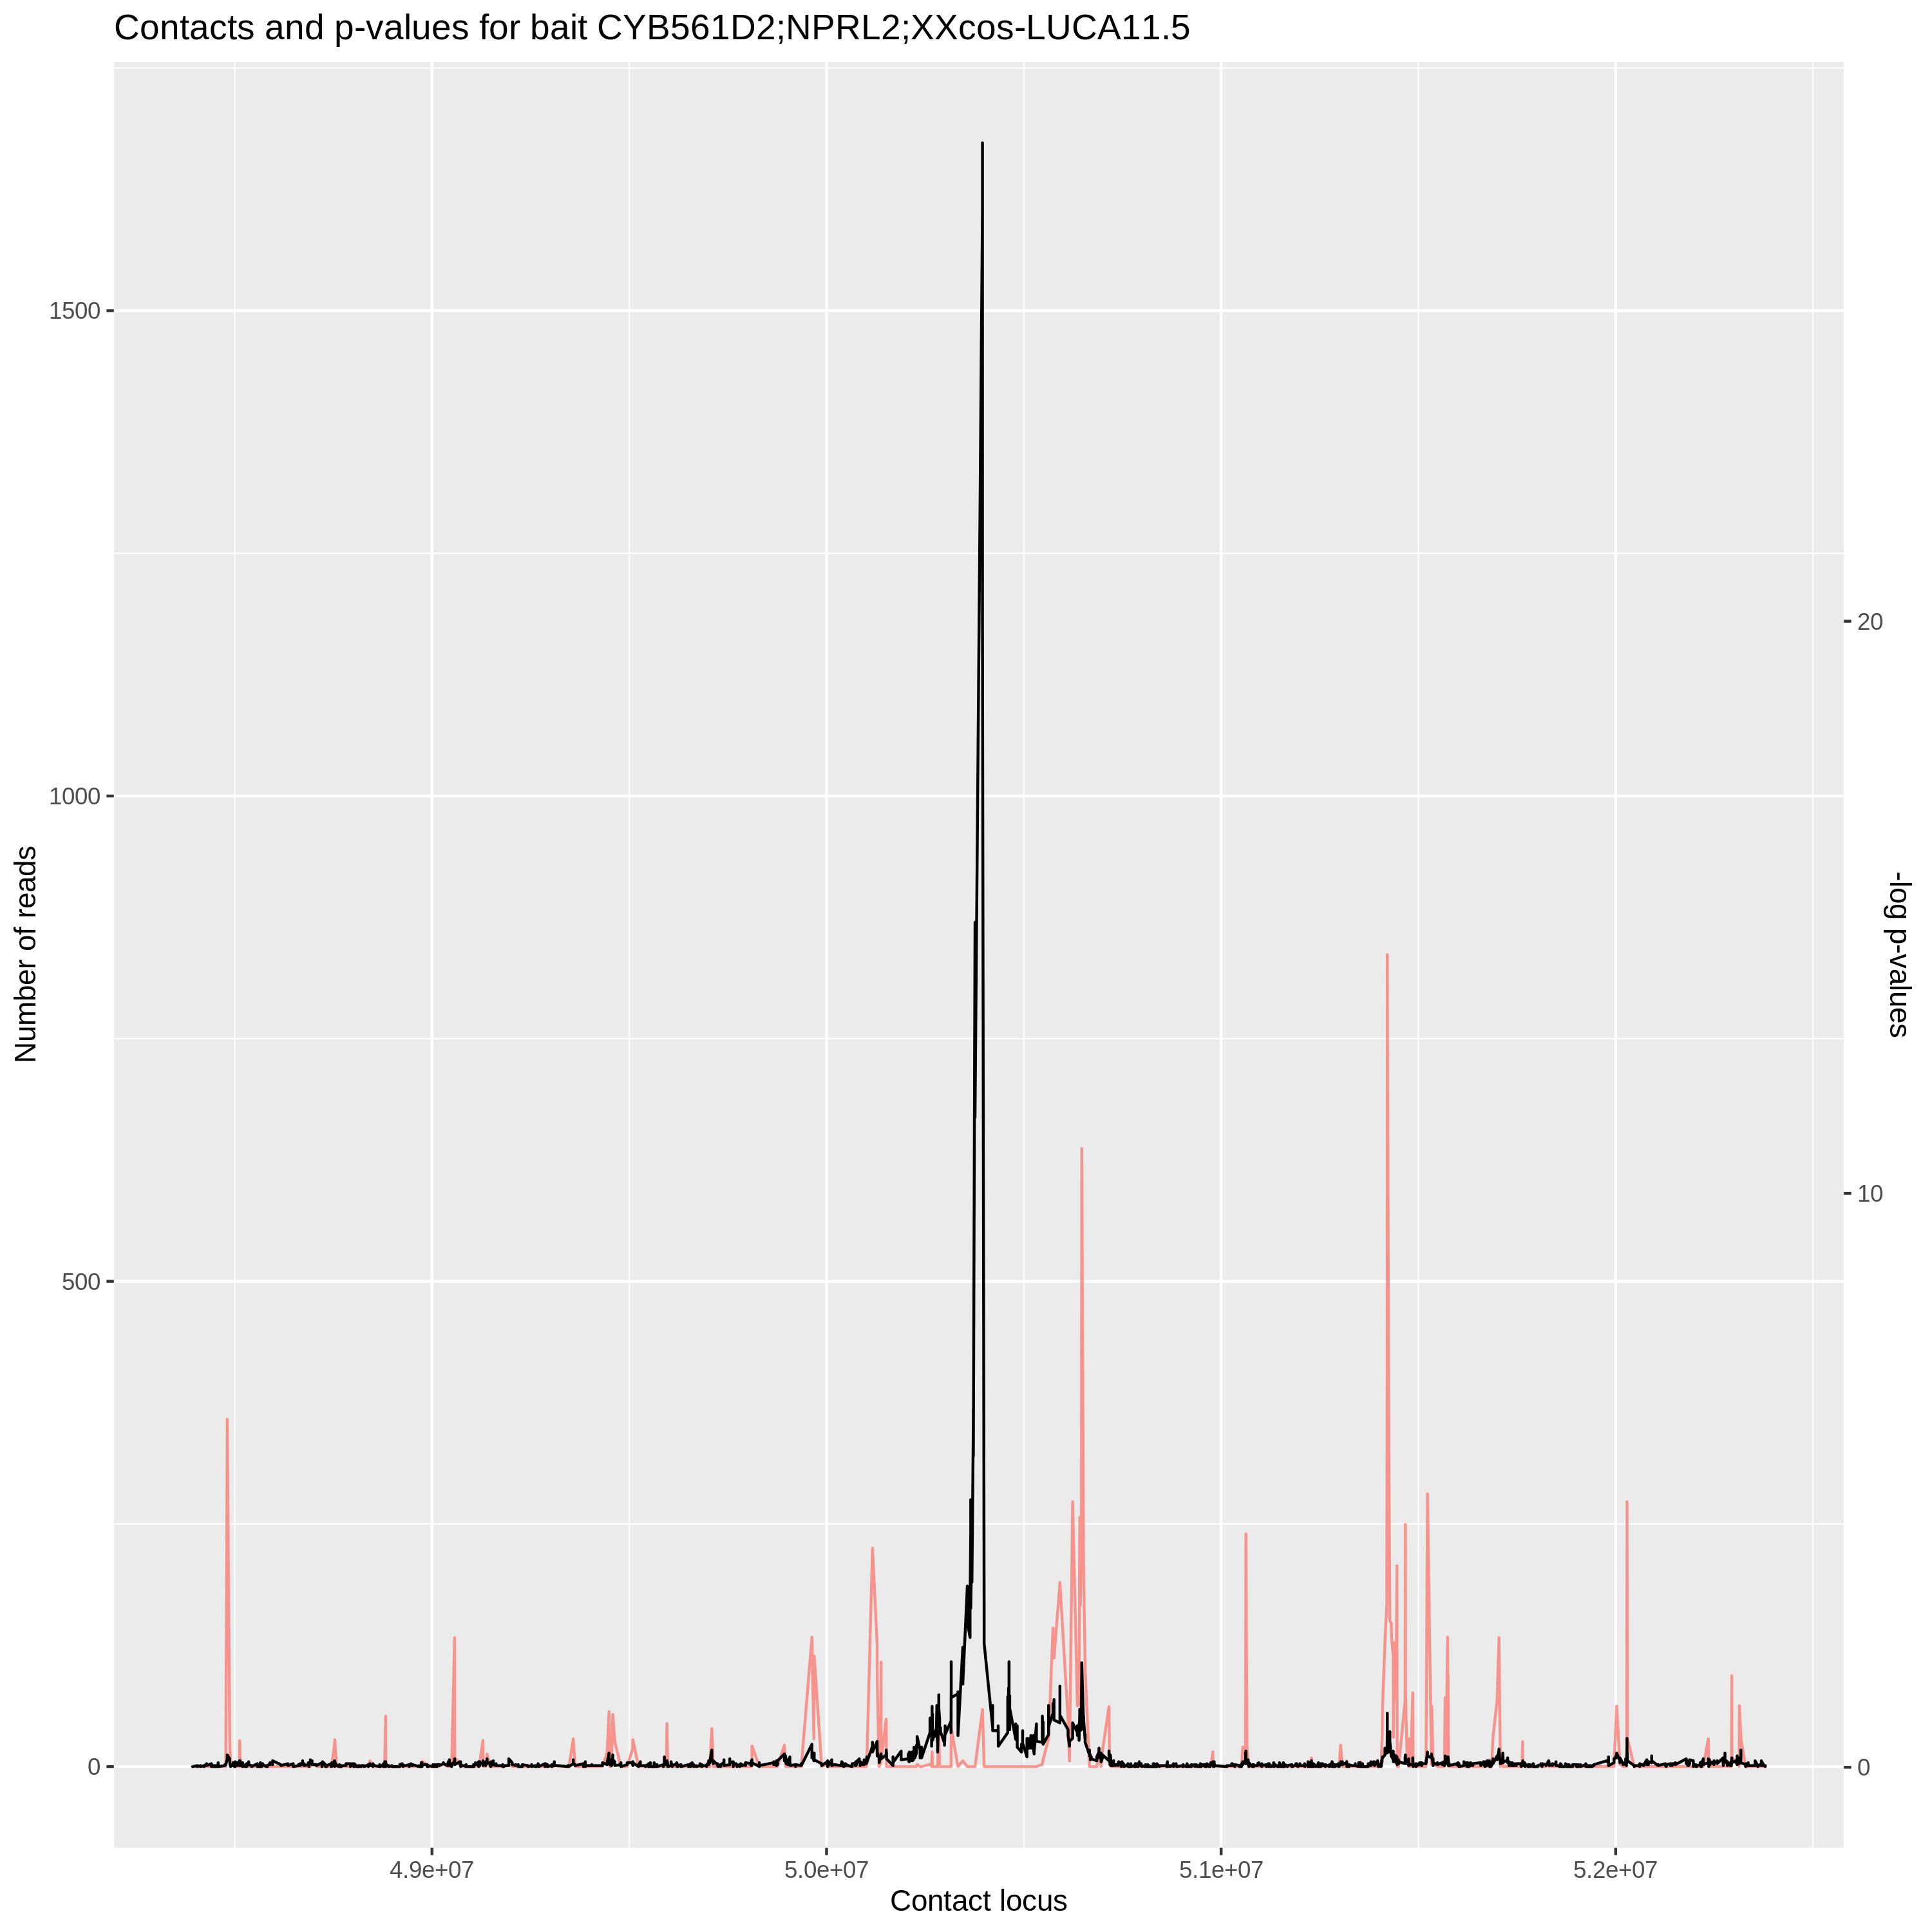 Contacts and p-values for bait CYB561D2;NPRL2;XXcos-LUCA11.5
1500
1000
500
0
Number of reads
20
10
0
-log p-values
4.9e+07
5.0e+07
5.1e+07
5.2e+07
Contact locus